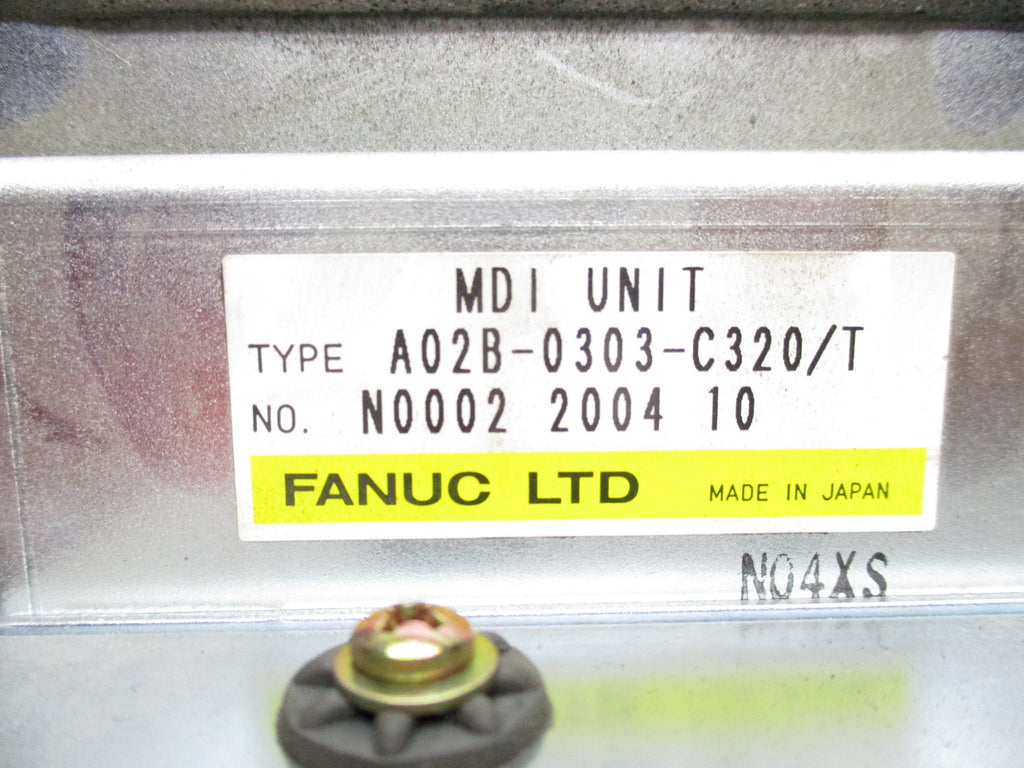 MDI UNIT
TYPE A02B-0303-C320/T
NO. N0002 2004 10
FANUC LTD MADE IN JAPAN
N04XS